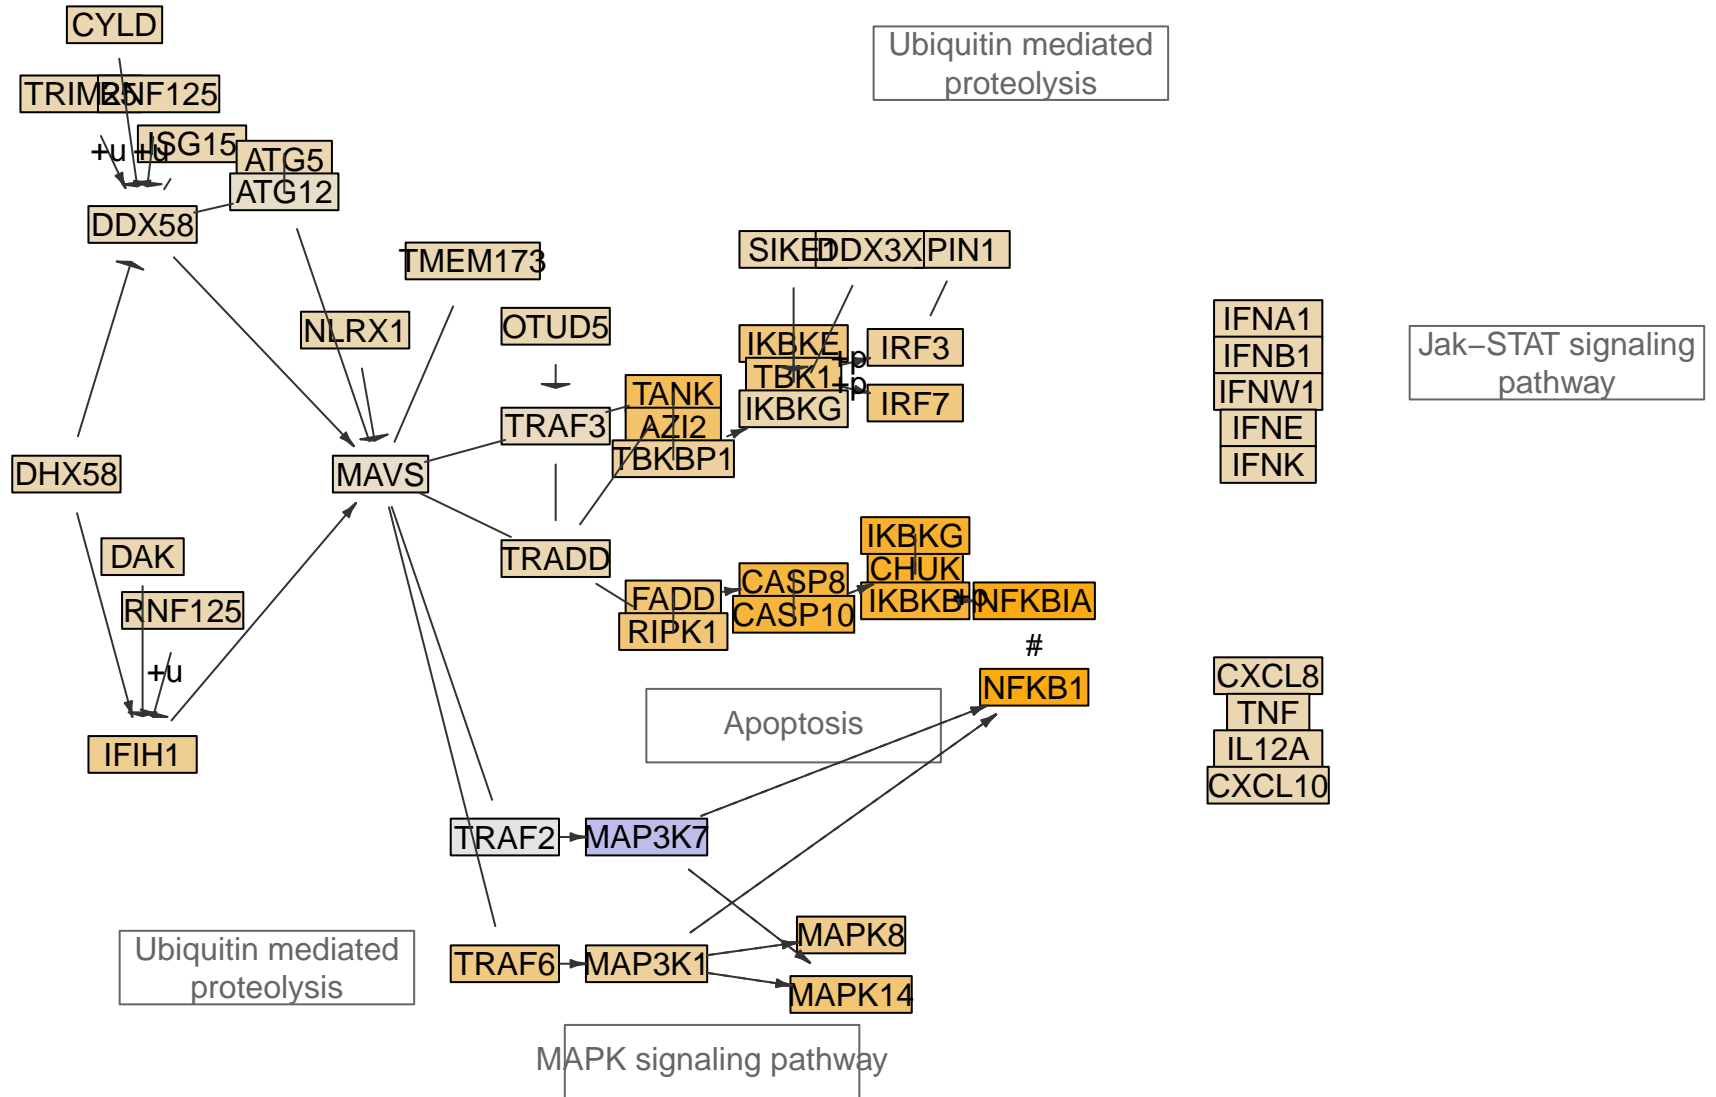 CYLD
Ubiquitin mediated
proteolysis
TRIM25
RNF125
ISG15
+u
+u
ATG5
ATG12
DDX58
TMEM173
SIKE1
DDX3X
PIN1
NLRX1
OTUD5
IKBKE
IRF3
+p
TBK1
+p
IKBKG
IRF7
IFNA1
IFNB1
IFNW1
IFNE
IFNK
Jak−STAT signaling
pathway
TRAF3
TANK
AZI2
TBKBP1
DHX58
MAVS
DAK
RNF125
+u
IFIH1
TRADD
FADD
RIPK1
CASP8
CASP10
IKBKG
CHUK
IKBKB
+p
NFKBIA
#
NFKB1
CXCL8
TNF
IL12A
CXCL10
Apoptosis
TRAF2
MAP3K7
Ubiquitin mediated
proteolysis
TRAF6
MAP3K1
MAPK8
MAPK14
MAPK signaling pathway